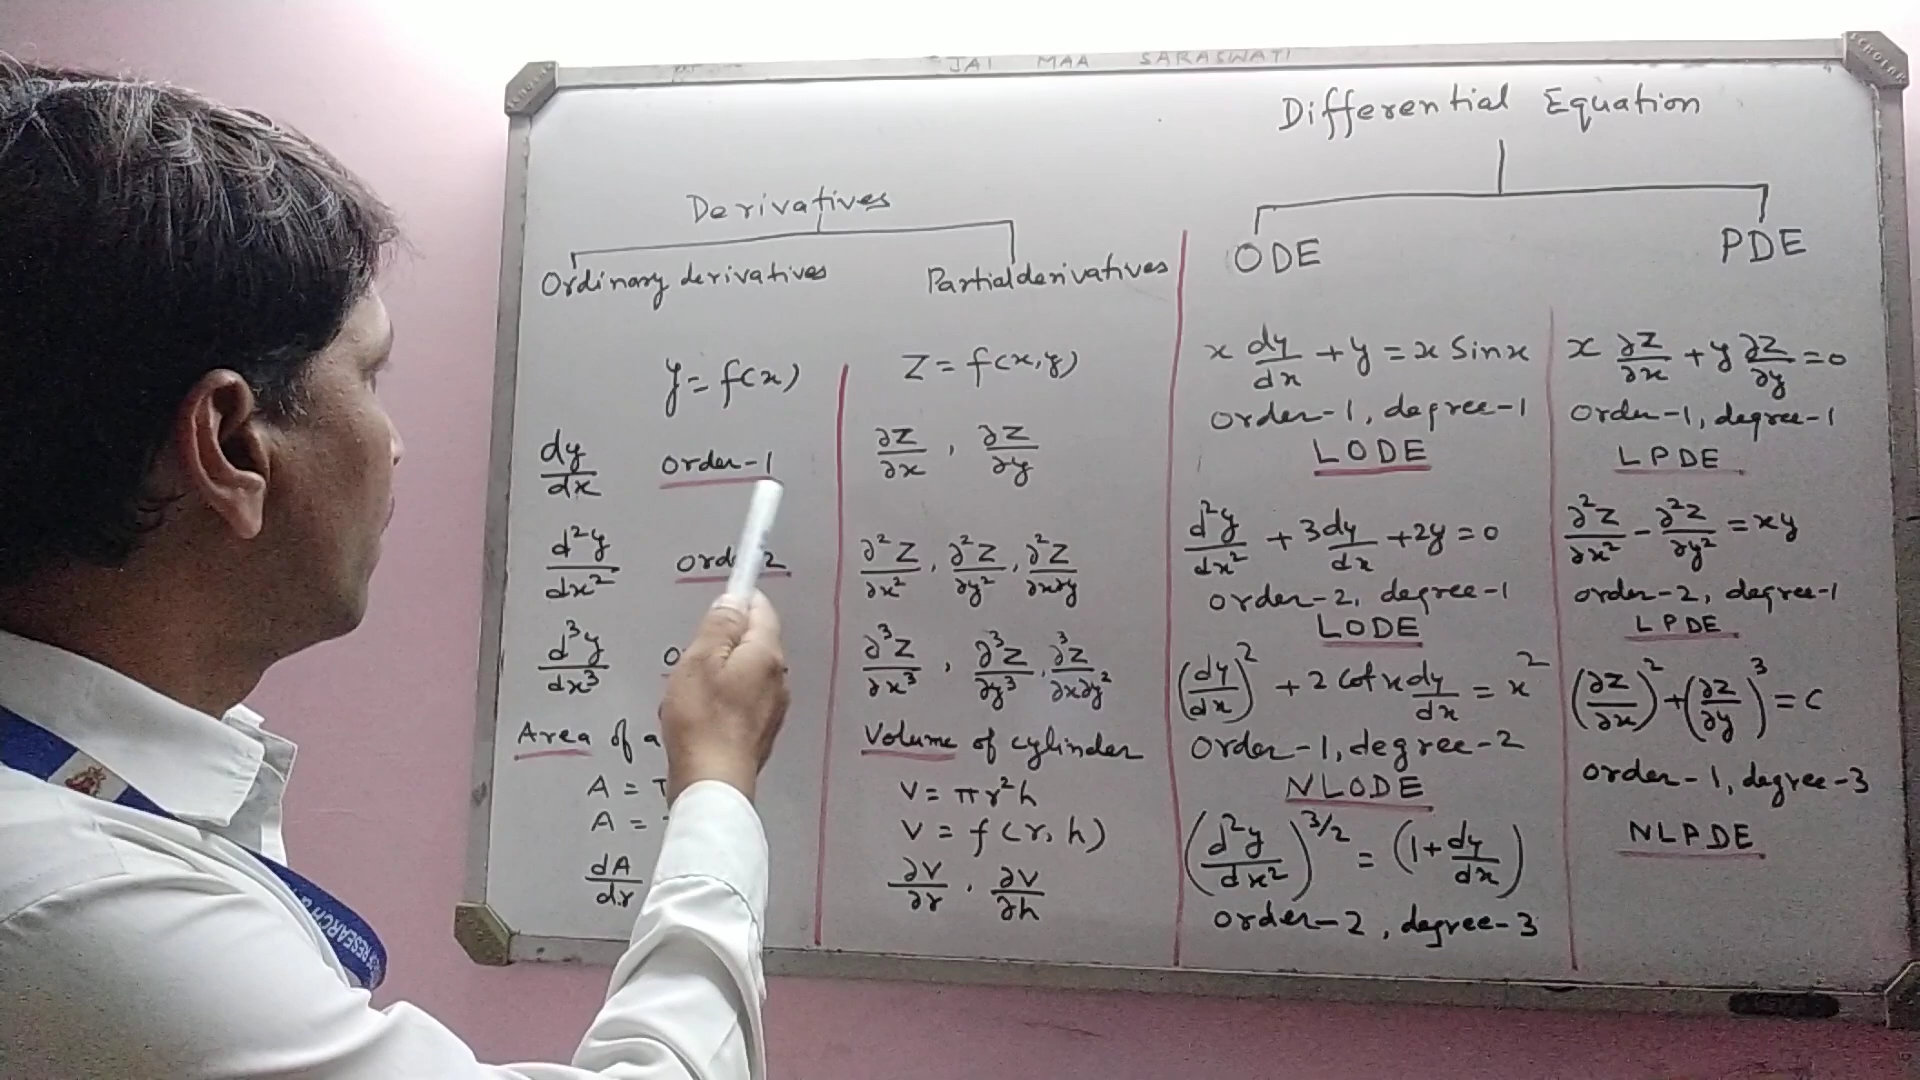 JAI MAA SARASWATI
SCHOLAR
Differential Equation
Derivatives
Ordinary derivatives
Partial derivatives
ODE
PDE
y = f(x)
dy/dx order-1
d²y/dx²
d³y/dx³
Area of a
A =
A =
dA/dr
Z = f(x,y)
∂Z/∂x , ∂Z/∂y
∂²Z/∂x² , ∂²Z/∂y² , ∂²Z/∂x∂y
∂³Z/∂x³ , ∂³Z/∂y³ , ∂³Z/∂x∂y²
Volume of cylinder
V = πr²h
V = f(r, h)
∂V/∂r , ∂V/∂h
x dy/dx + y = x Sinx
order-1, degree-1
LODE
d²y/dx² + 3dy/dx + 2y = 0
order-2, degree-1
LODE
(dy/dx)² + 2 cotx dy/dx = x²
order-1, degree-2
NLODE
(d²y/dx²)^3/2 = (1 + dy/dx)
order-2, degree-3
x ∂Z/∂x + y ∂Z/∂y = 0
order-1, degree-1
LPDE
∂²Z/∂x² - ∂²Z/∂y² = xy
order-2, degree-1
LPDE
(∂Z/∂x)² + (∂Z/∂y)³ = c
order-1, degree-3
NLPDE
RESEARCH